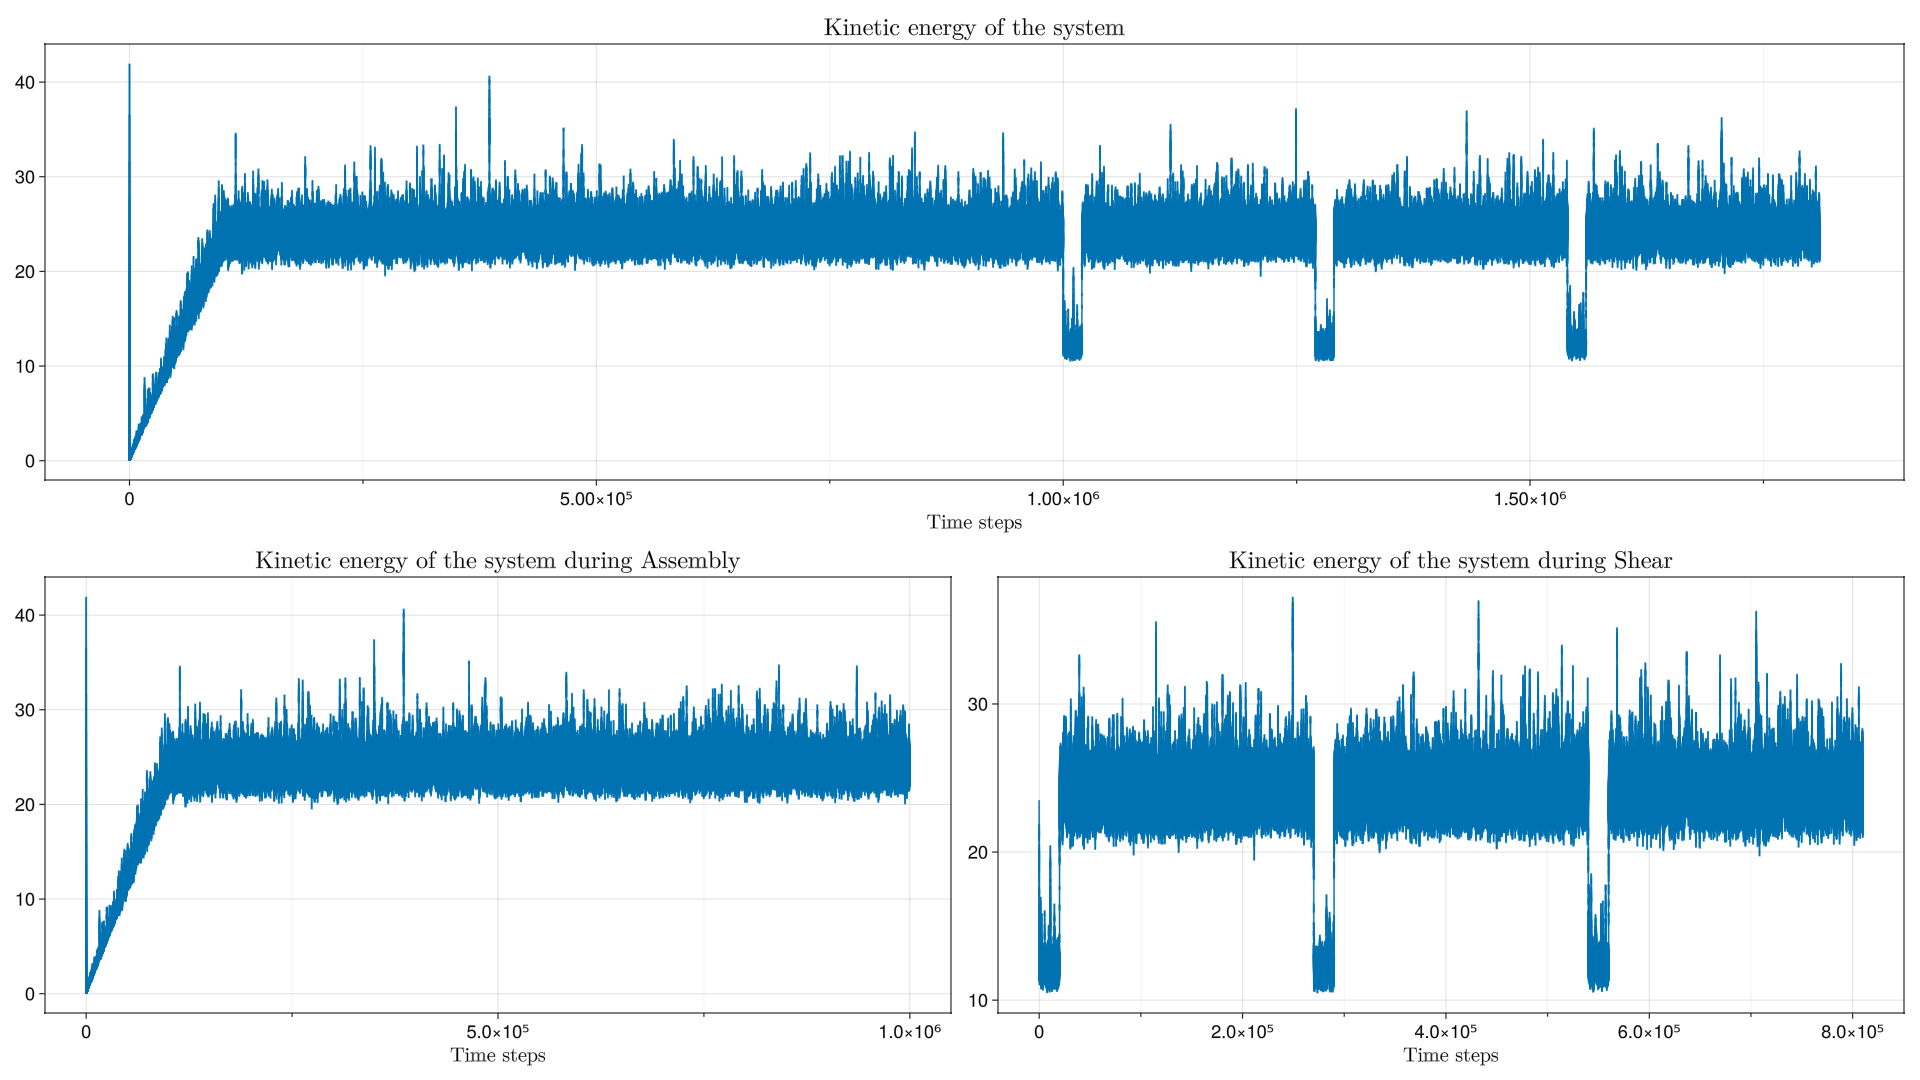 Kinetic energy of the system
40
30
20
10
0
0 5.00×10⁵ 1.00×10⁶ 1.50×10⁶
Time steps
Kinetic energy of the system during Assembly
40
30
20
10
0
0 5.0×10⁵ 1.0×10⁶
Time steps
Kinetic energy of the system during Shear
30
20
10
0 2.0×10⁵ 4.0×10⁵ 6.0×10⁵ 8.0×10⁵
Time steps